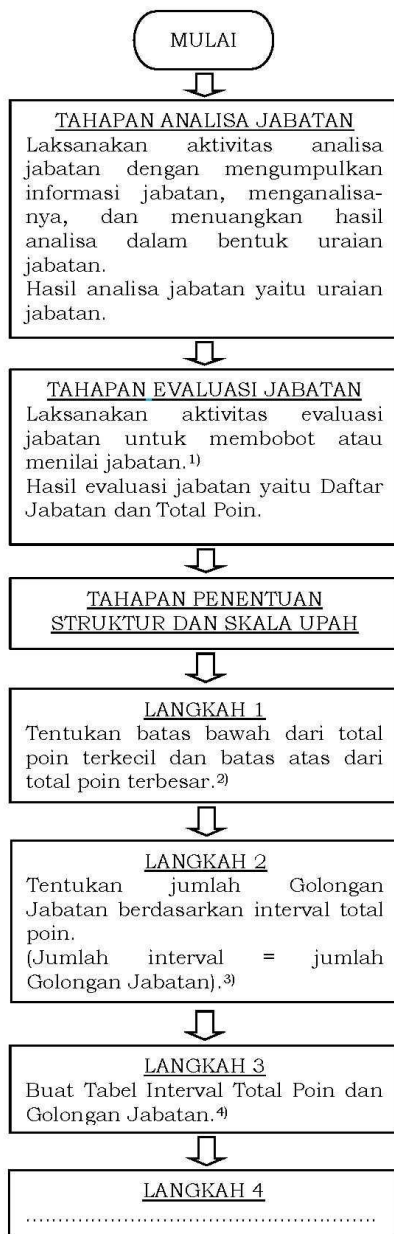 MULAI
TAHAPAN ANALISA JABATAN
Laksanakan aktivitas analisa
jabatan dengan mengumpulkan
informasi jabatan, menganalisa-
nya, dan menuangkan hasil
analisa dalam bentuk uraian
jabatan.
Hasil analisa jabatan yaitu uraian
jabatan.
TAHAPAN EVALUASI JABATAN
Laksanakan aktivitas evaluasi
jabatan untuk membobot atau
menilai jabatan.1)
Hasil evaluasi jabatan yaitu Daftar
Jabatan dan Total Poin.
TAHAPAN PENENTUAN
STRUKTUR DAN SKALA UPAH
LANGKAH 1
Tentukan batas bawah dari total
poin terkecil dan batas atas dari
total poin terbesar.2)
LANGKAH 2
Tentukan jumlah Golongan
Jabatan berdasarkan interval total
poin.
(Jumlah interval = jumlah
Golongan Jabatan).3)
LANGKAH 3
Buat Tabel Interval Total Poin dan
Golongan Jabatan.4)
LANGKAH 4
......................................................